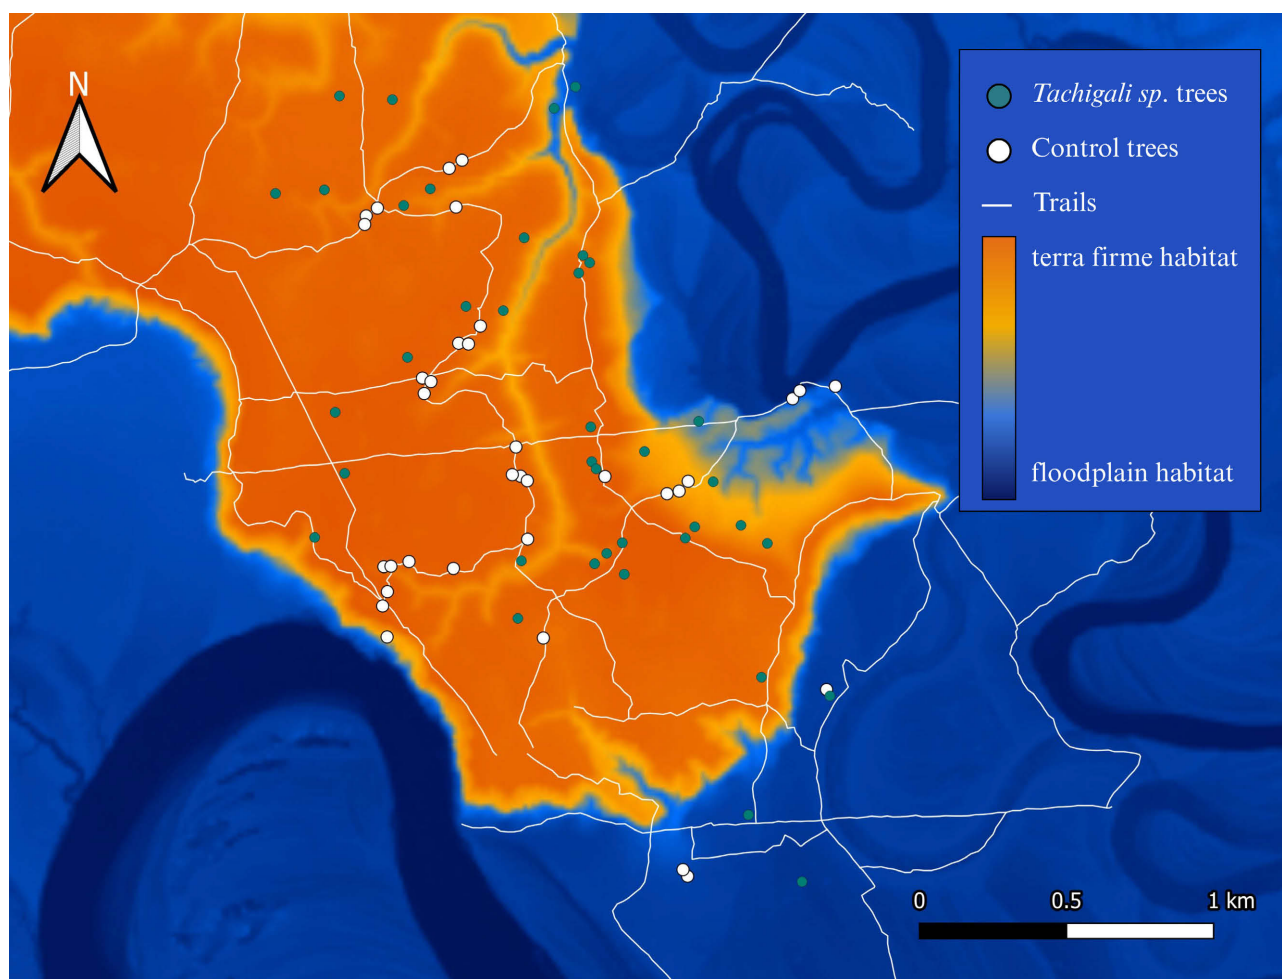 N
Tachigali sp. trees
Control trees
Trails
terra firme habitat
floodplain habitat
0 0.5 1 km